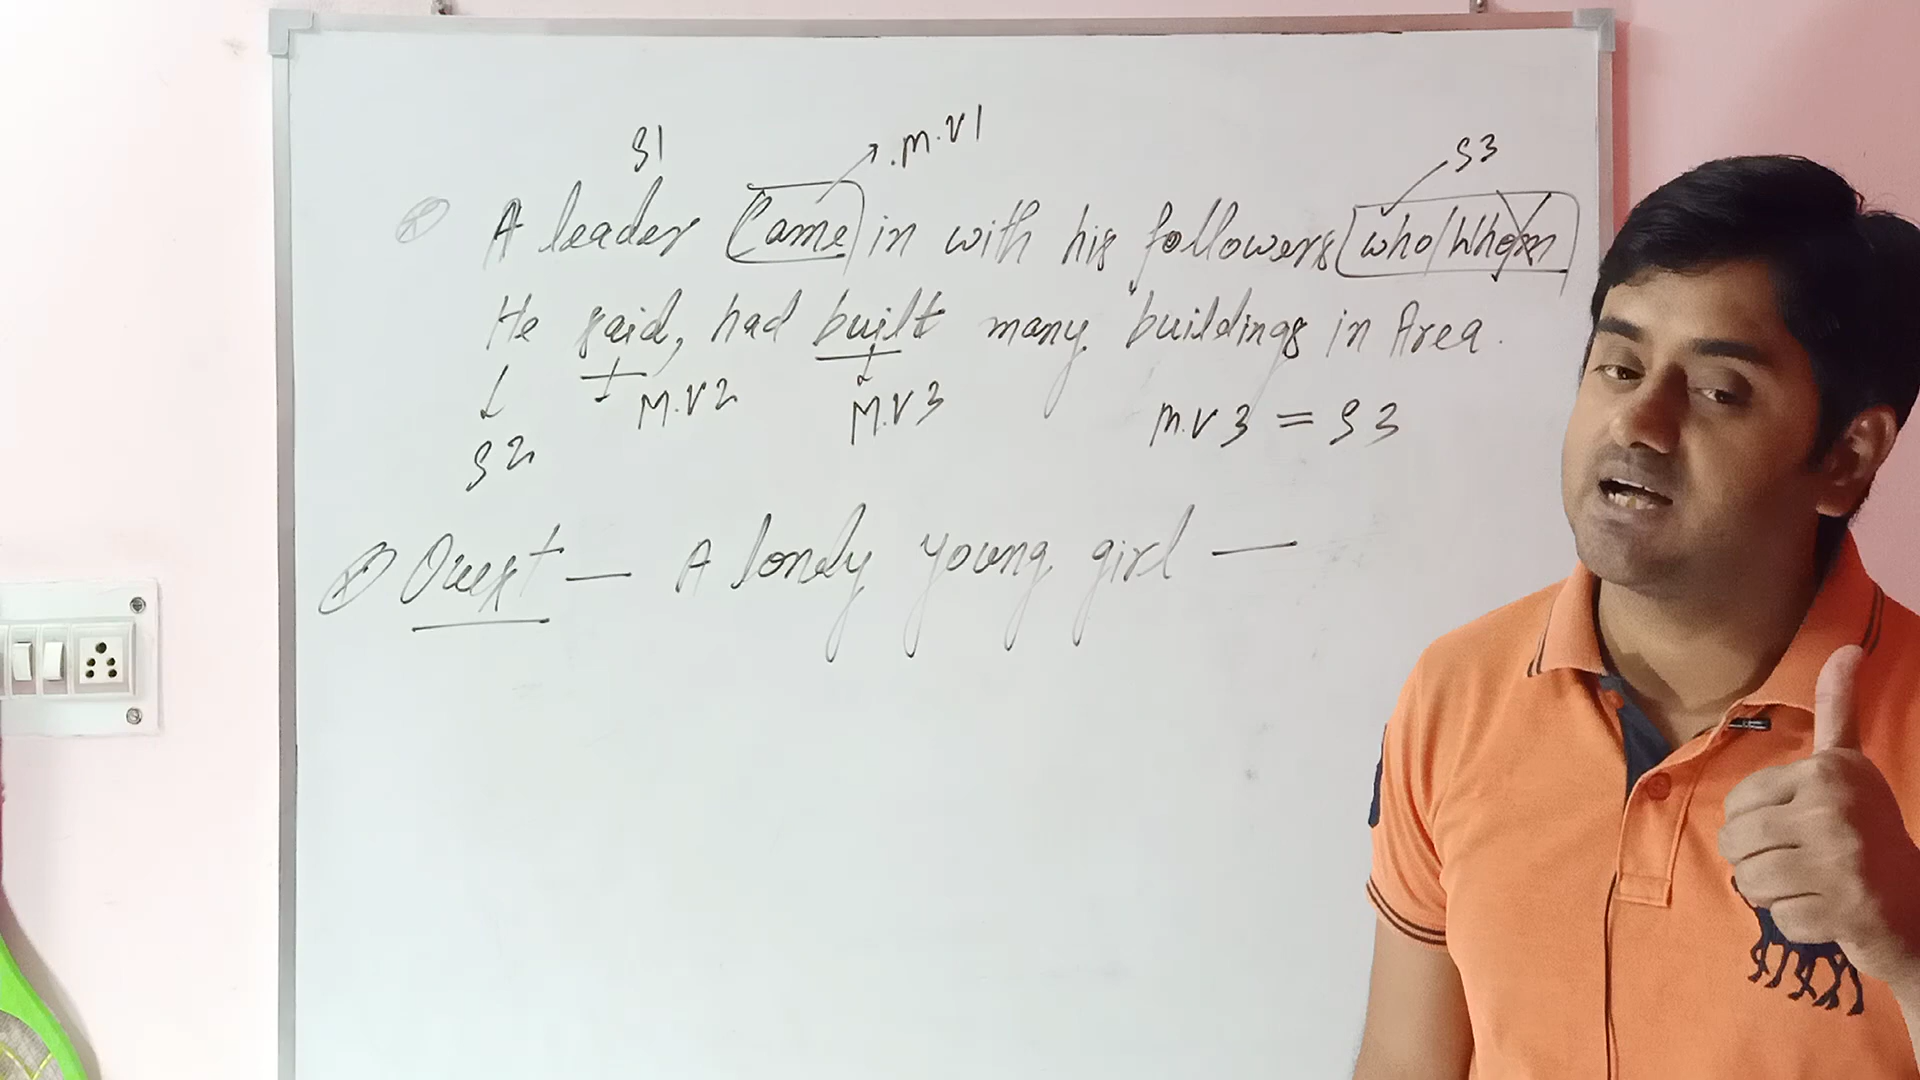 S1 .M.V1 S3
A leader Came in with his followers who/whom
He said, had built many buildings in Area.
S2 M.V2 M.V3 M.V3 = S3
Quest — A lonely young girl —